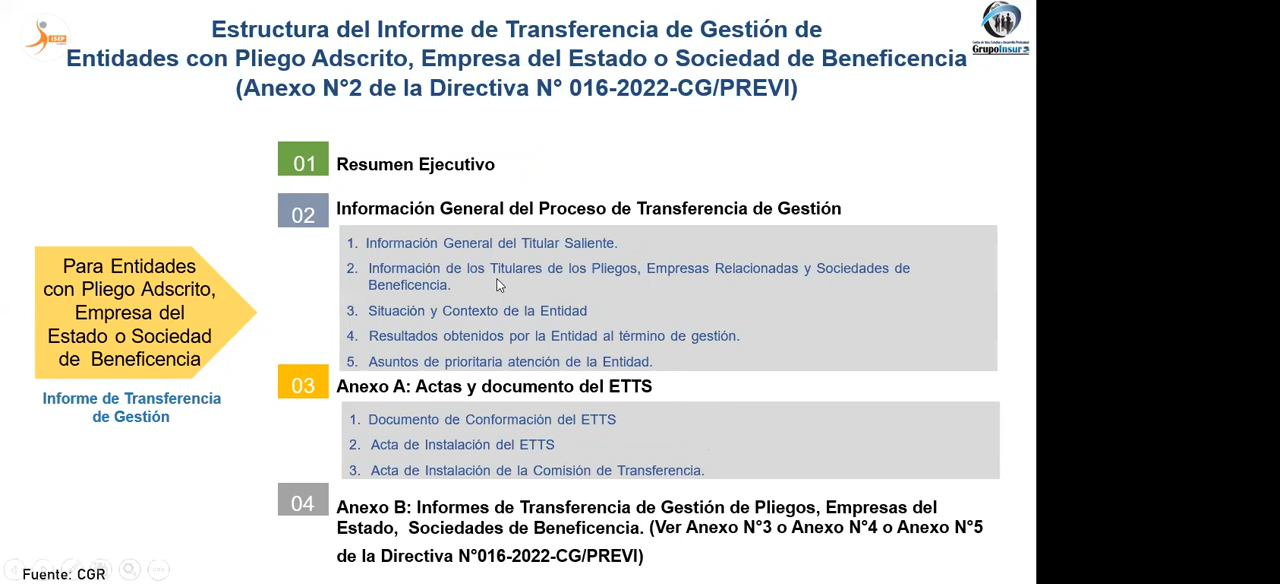 Estructura del Informe de Transferencia de Gestión de
Entidades con Pliego Adscrito, Empresa del Estado o Sociedad de Beneficencia
(Anexo N°2 de la Directiva N° 016-2022-CG/PREVI)
ISEP
GrupoInsur
01
Resumen Ejecutivo
02
Información General del Proceso de Transferencia de Gestión
1. Información General del Titular Saliente.
2. Información de los Titulares de los Pliegos, Empresas Relacionadas y Sociedades de
Beneficencia.
3. Situación y Contexto de la Entidad
4. Resultados obtenidos por la Entidad al término de gestión.
5. Asuntos de prioritaria atención de la Entidad.
Para Entidades
con Pliego Adscrito,
Empresa del
Estado o Sociedad
de Beneficencia
Informe de Transferencia
de Gestión
03
Anexo A: Actas y documento del ETTS
1. Documento de Conformación del ETTS
2. Acta de Instalación del ETTS
3. Acta de Instalación de la Comisión de Transferencia.
04
Anexo B: Informes de Transferencia de Gestión de Pliegos, Empresas del
Estado, Sociedades de Beneficencia. (Ver Anexo N°3 o Anexo N°4 o Anexo N°5
de la Directiva N°016-2022-CG/PREVI)
Fuente: CGR